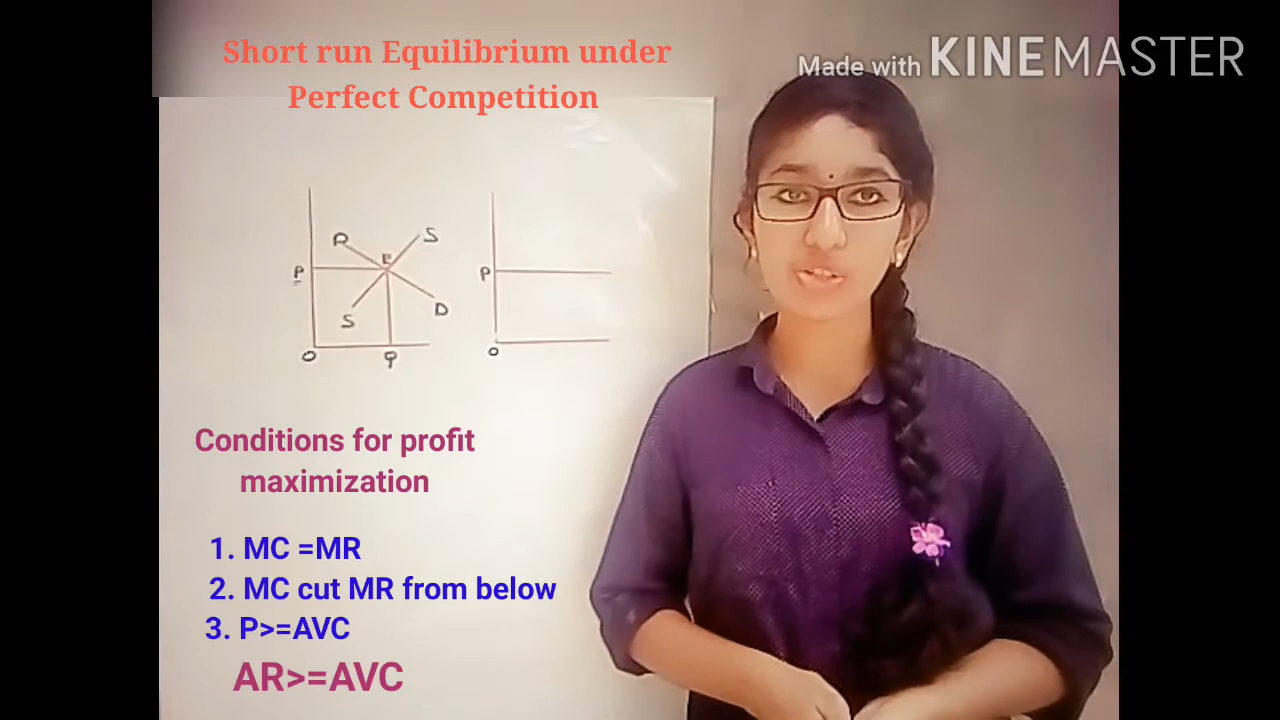 Short run Equilibrium under
Perfect Competition
Made with KINEMASTER
D
S
E
P
S
D
O
q
P
O
Conditions for profit
maximization
1. MC =MR
2. MC cut MR from below
3. P>=AVC
AR>=AVC